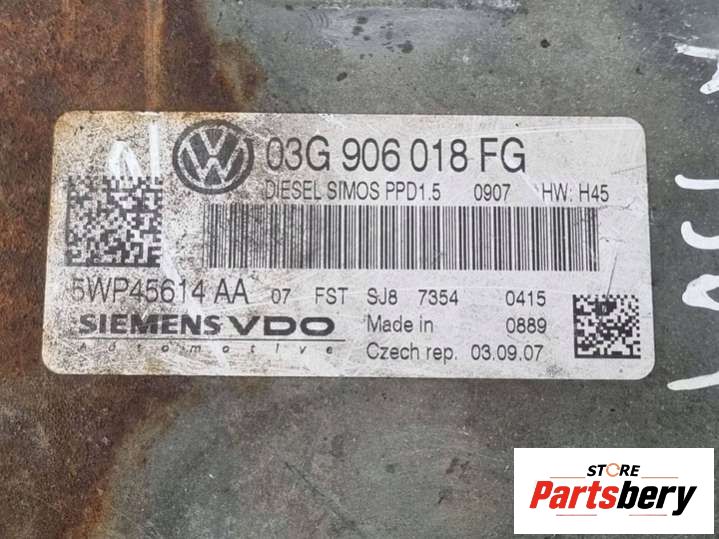 03G 906 018 FG
DIESEL SIMOS PPD1.5 0907 HW: H45
5WP45614 AA 07 FST SJ8 7354 0415
SIEMENS VDO Made in 0889
Automotive Czech rep. 03.09.07
STORE
Partsbery